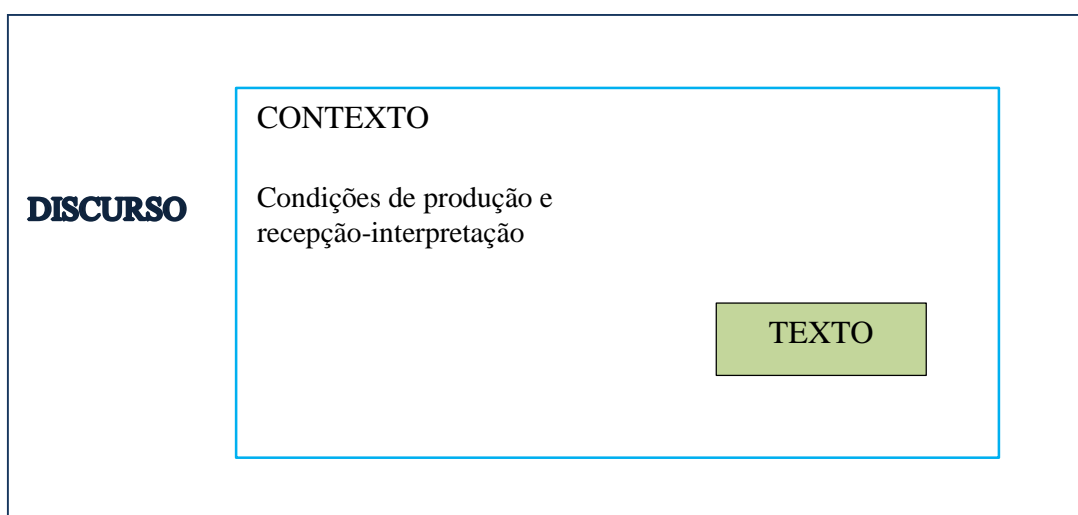 CONTEXTO
DISCURSO
Condições de produção e
recepção-interpretação
TEXTO